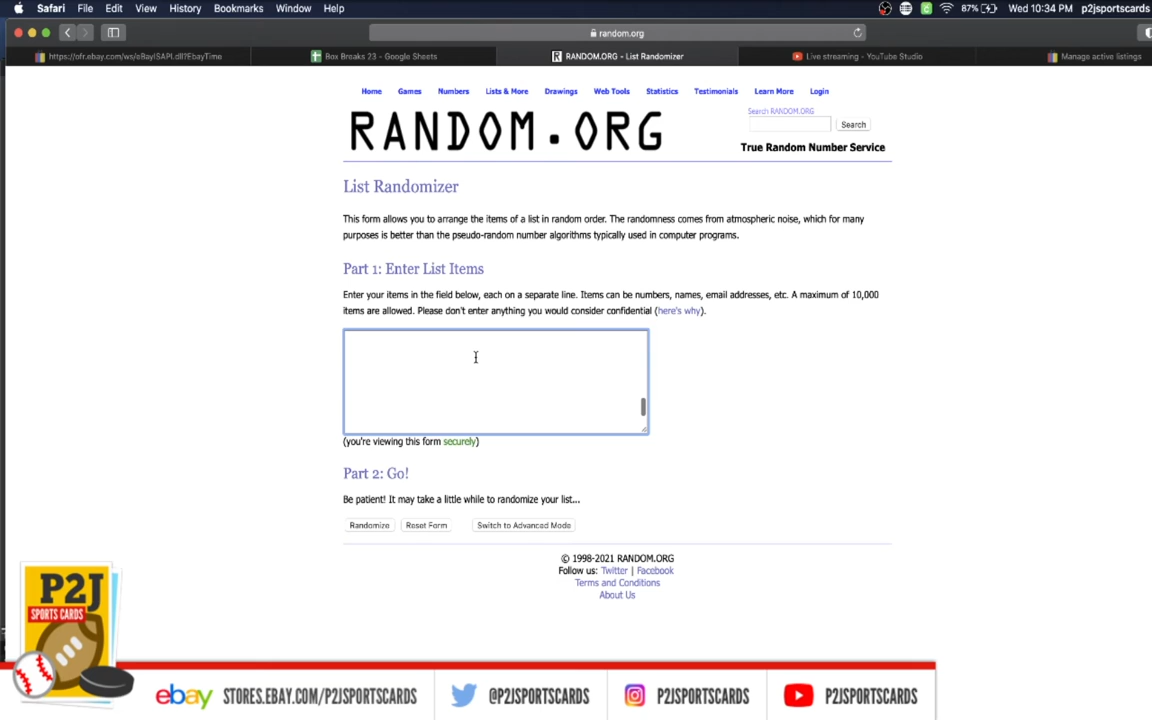 Safari File Edit View History Bookmarks Window Help 87% Wed 10:34 PM p2jsportscards
random.org
https://ofr.ebay.com/ws/eBayISAPI.dll?EbayTime Box Breaks 23 - Google Sheets R RANDOM.ORG - List Randomizer Live streaming - YouTube Studio Manage active listings
Home Games Numbers Lists & More Drawings Web Tools Statistics Testimonials Learn More Login
Search RANDOM.ORG
RANDOM.ORG
Search
True Random Number Service
List Randomizer
This form allows you to arrange the items of a list in random order. The randomness comes from atmospheric noise, which for many
purposes is better than the pseudo-random number algorithms typically used in computer programs.
Part 1: Enter List Items
Enter your items in the field below, each on a separate line. Items can be numbers, names, email addresses, etc. A maximum of 10,000
items are allowed. Please don't enter anything you would consider confidential (here's why).
(you're viewing this form securely)
Part 2: Go!
Be patient! It may take a little while to randomize your list...
Randomize Reset Form Switch to Advanced Mode
© 1998-2021 RANDOM.ORG
Follow us: Twitter | Facebook
Terms and Conditions
About Us
P2J
SPORTS CARDS
ebay STORES.EBAY.COM/P2JSPORTSCARDS @P2JSPORTSCARDS P2JSPORTSCARDS P2JSPORTSCARDS